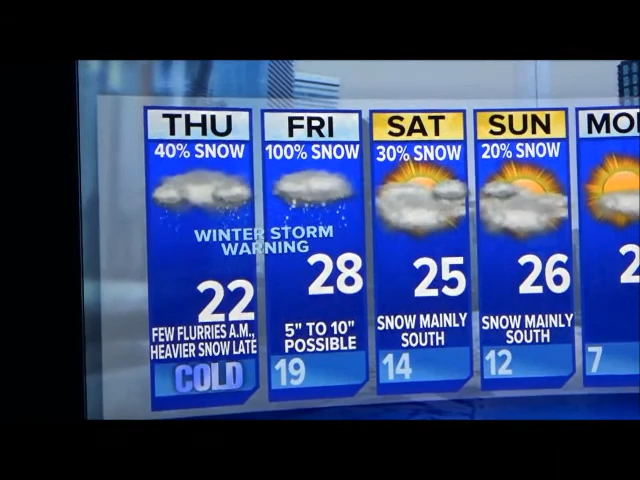 THU
40% SNOW
WINTER STORM
WARNING
22
FEW FLURRIES A.M.,
HEAVIER SNOW LATE
COLD
FRI
100% SNOW
28
5" TO 10"
POSSIBLE
19
SAT
30% SNOW
25
SNOW MAINLY
SOUTH
14
SUN
20% SNOW
26
SNOW MAINLY
SOUTH
12
MO
2
7